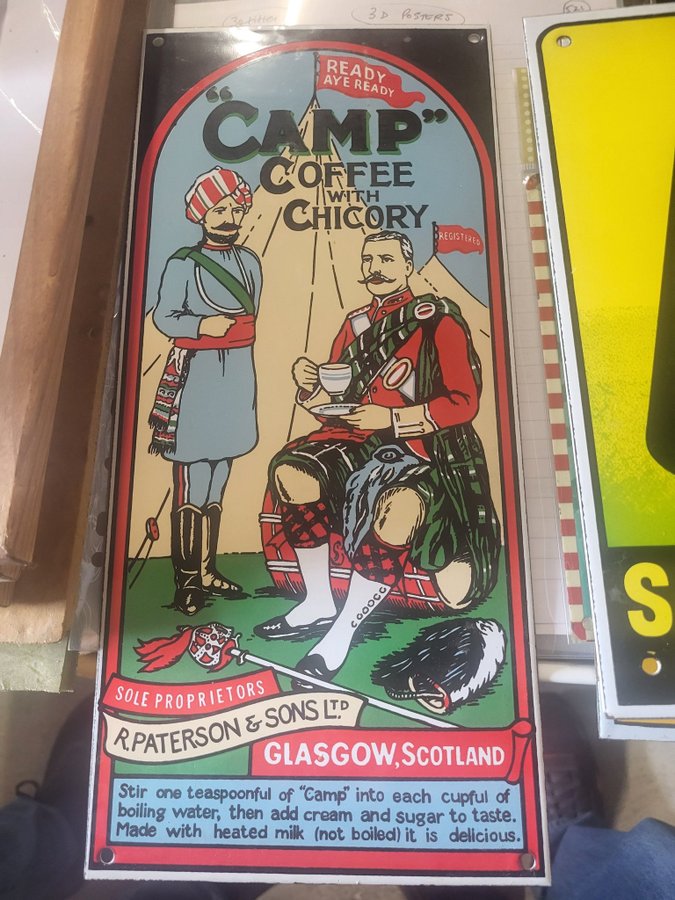 3D POSTERS
READY
AYE READY
"CAMP"
COFFEE
WITH
CHICORY
REGISTERED
SOLE PROPRIETORS
R. PATERSON & SONS LTD.
GLASGOW, SCOTLAND
Stir one teaspoonful of "Camp" into each cupful of
boiling water, then add cream and sugar to taste.
Made with heated milk (not boiled) it is delicious.
S